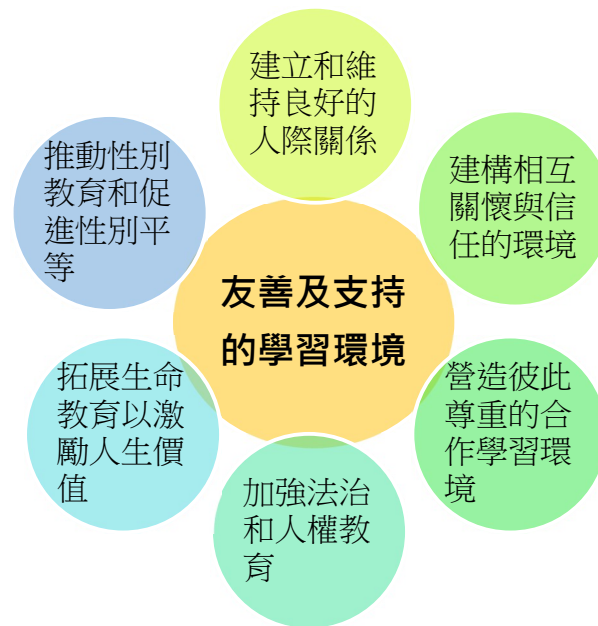 建立和維
持良好的
人際關係
建構相互
關懷與信
任的環境
營造彼此
尊重的合
作學習環
境
加強法治
和人權教
育
拓展生命
教育以激
勵人生價
值
推動性別
教育和促
進性別平
等
友善及支持
的學習環境